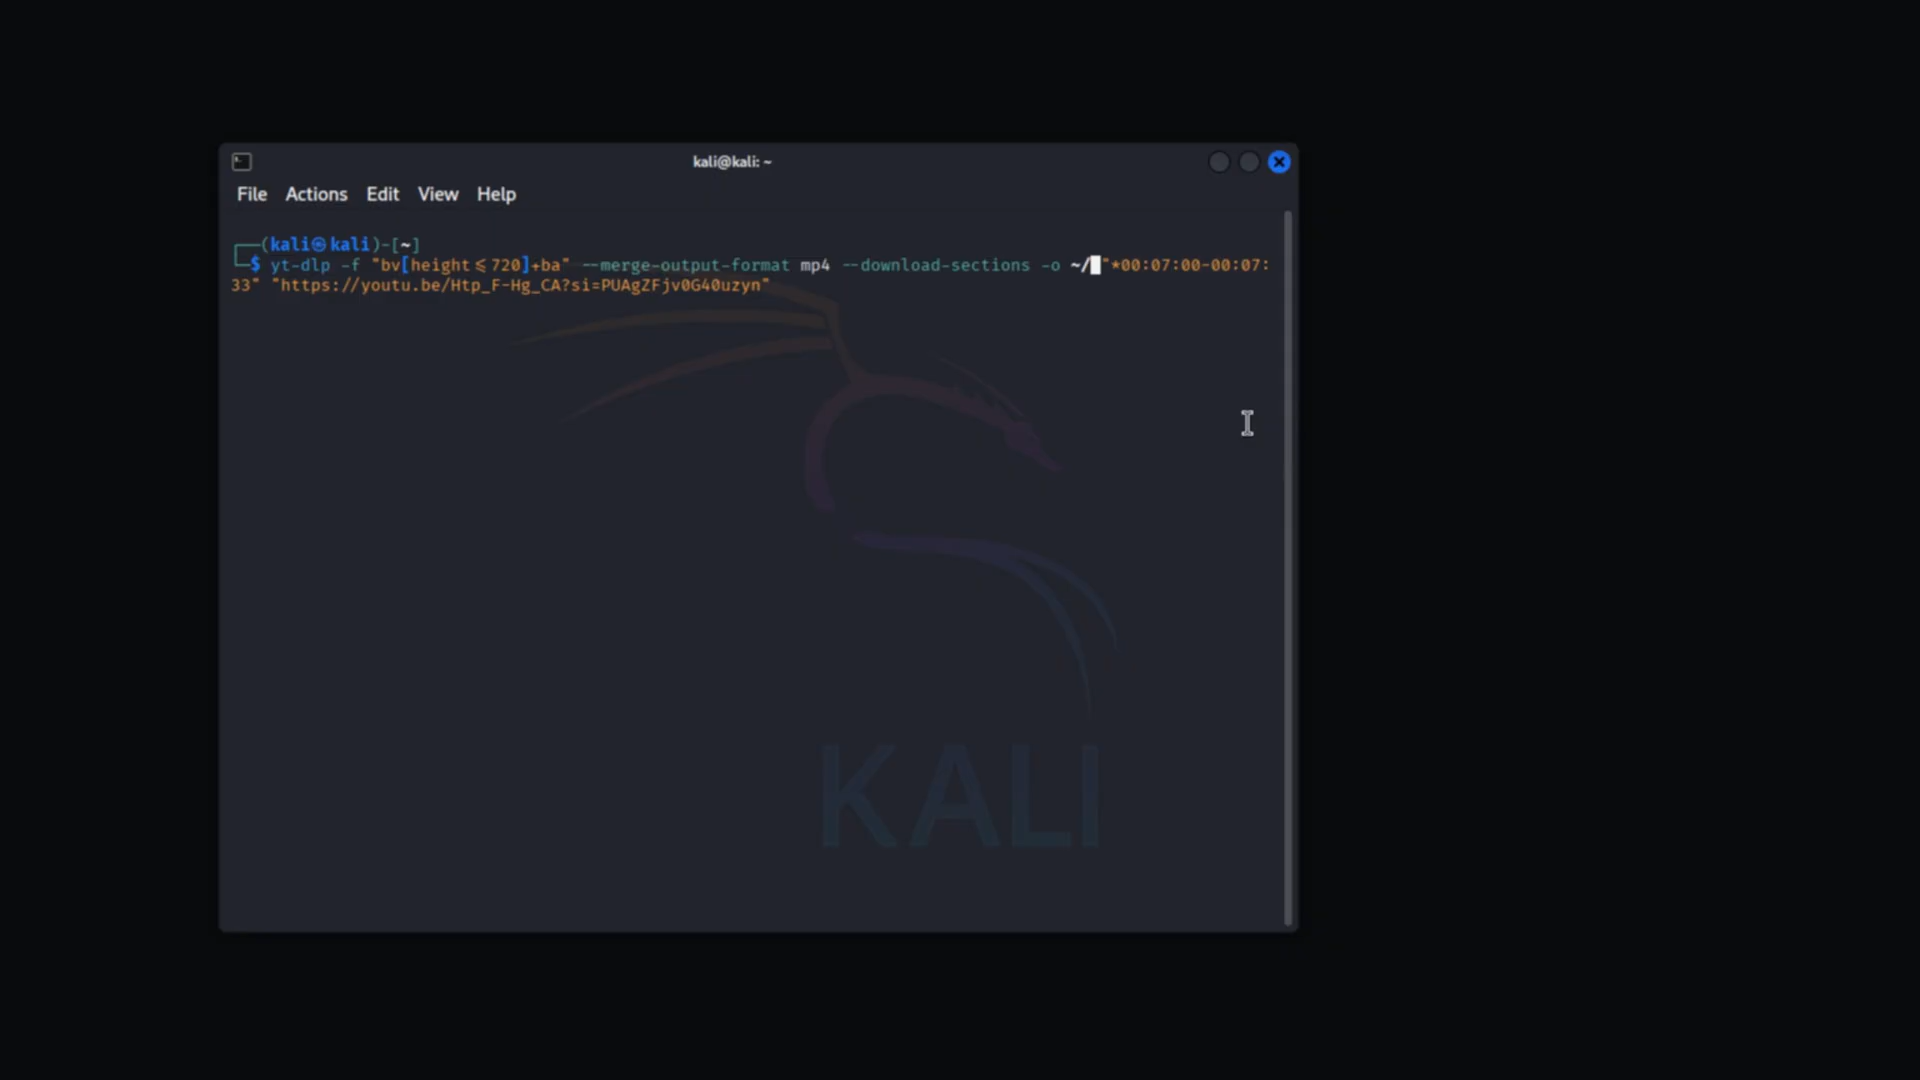 kali@kali: ~
File Actions Edit View Help
┌──(kali㉿kali)-[~]
└─$ yt-dlp -f "bv[height≤720]+ba" --merge-output-format mp4 --download-sections -o ~/"*00:07:00-00:07:
33" "https://youtu.be/Htp_F-Hg_CA?si=PUAgZFjv0G40uzyn"
KALI